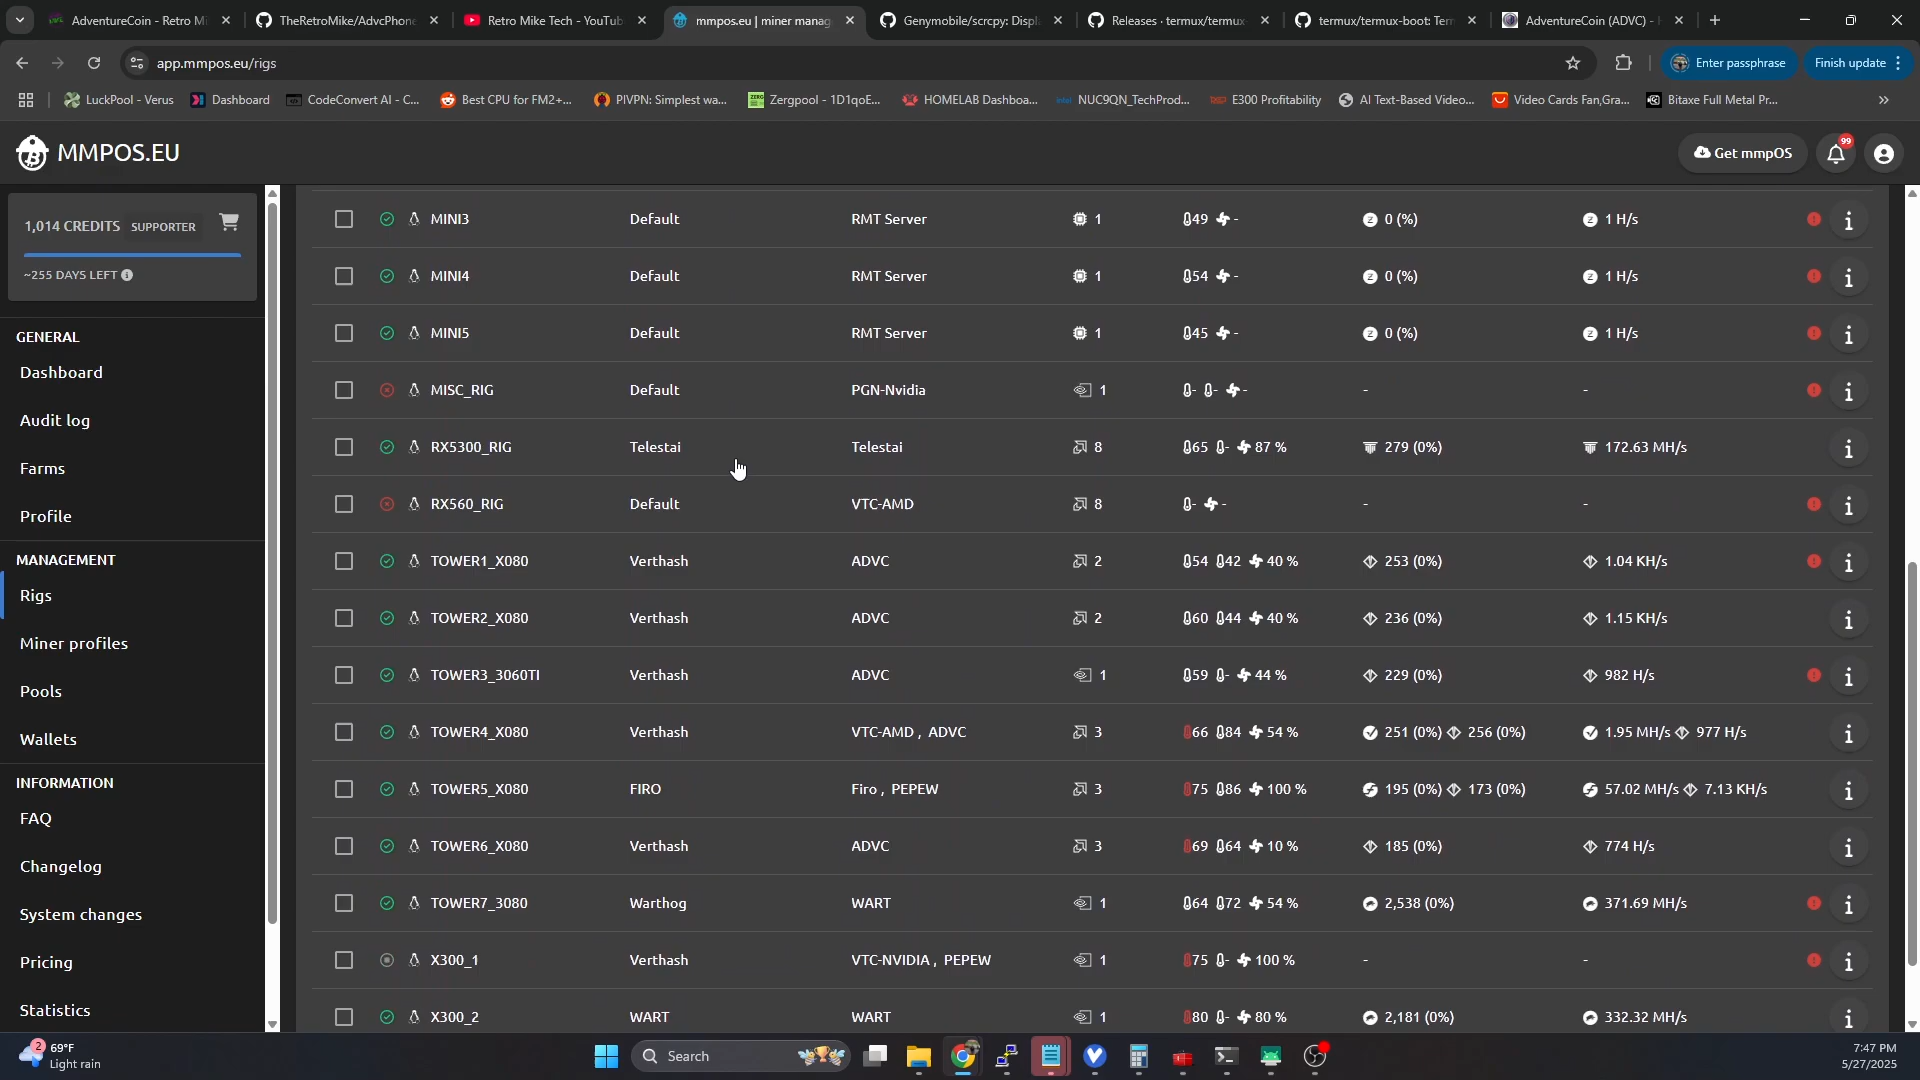 AdventureCoin - Retro Mi
TheRetroMike/AdvcPhone
Retro Mike Tech - YouTub
mmpos.eu | miner manag
Genymobile/scrcpy: Displ
Releases · termux/termux
termux/termux-boot: Term
AdventureCoin (ADVC) -
app.mmpos.eu/rigs
Enter passphrase
Finish update
LuckPool - Verus
Dashboard
CodeConvert AI - C...
Best CPU for FM2+...
PIVPN: Simplest wa...
Zergpool - 1D1qoE...
HOMELAB Dashboa...
NUC9QN_TechProd...
E300 Profitability
AI Text-Based Video...
Video Cards Fan,Gra...
Bitaxe Full Metal Pr...
MMPOS.EU
Get mmpOS
99
1,014 CREDITS SUPPORTER
~255 DAYS LEFT
GENERAL
Dashboard
Audit log
Farms
Profile
MANAGEMENT
Rigs
Miner profiles
Pools
Wallets
INFORMATION
FAQ
Changelog
System changes
Pricing
Statistics
MINI3 Default RMT Server 1 49 - 0 (%) 1 H/s
MINI4 Default RMT Server 1 54 - 0 (%) 1 H/s
MINI5 Default RMT Server 1 45 - 0 (%) 1 H/s
MISC_RIG Default PGN-Nvidia 1 - - - - -
RX5300_RIG Telestai Telestai 8 65 - 87 % 279 (0%) 172.63 MH/s
RX560_RIG Default VTC-AMD 8 - - - -
TOWER1_X080 Verthash ADVC 2 54 42 40 % 253 (0%) 1.04 KH/s
TOWER2_X080 Verthash ADVC 2 60 44 40 % 236 (0%) 1.15 KH/s
TOWER3_3060TI Verthash ADVC 1 59 - 44 % 229 (0%) 982 H/s
TOWER4_X080 Verthash VTC-AMD , ADVC 3 66 84 54 % 251 (0%) 256 (0%) 1.95 MH/s 977 H/s
TOWER5_X080 FIRO Firo , PEPEW 3 75 86 100 % 195 (0%) 173 (0%) 57.02 MH/s 7.13 KH/s
TOWER6_X080 Verthash ADVC 3 69 64 10 % 185 (0%) 774 H/s
TOWER7_3080 Warthog WART 1 64 72 54 % 2,538 (0%) 371.69 MH/s
X300_1 Verthash VTC-NVIDIA , PEPEW 1 75 - 100 % - -
X300_2 WART WART 1 80 - 80 % 2,181 (0%) 332.32 MH/s
2
69°F
Light rain
Search
7:47 PM
5/27/2025